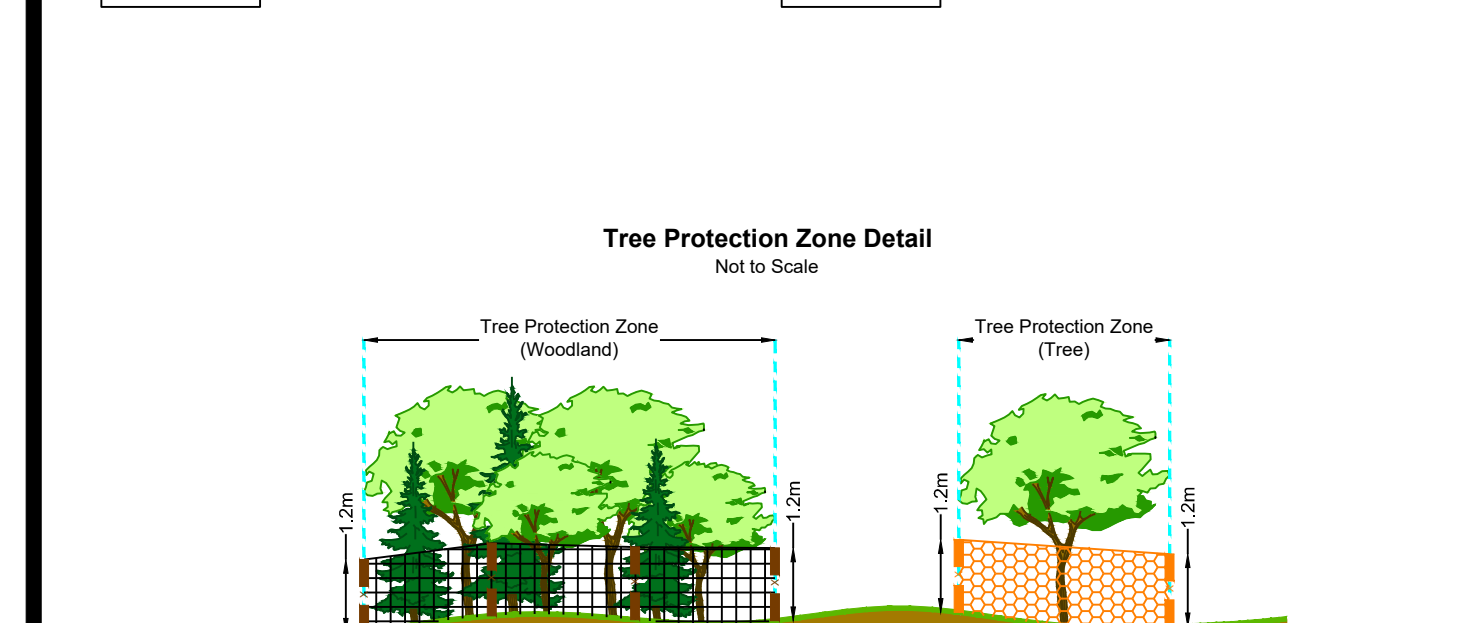 Tree Protection Zone Detail
Not to Scale
Tree Protection Zone
(Woodland)
Tree Protection Zone
(Tree)
1.2m
1.2m
1.2m
1.2m